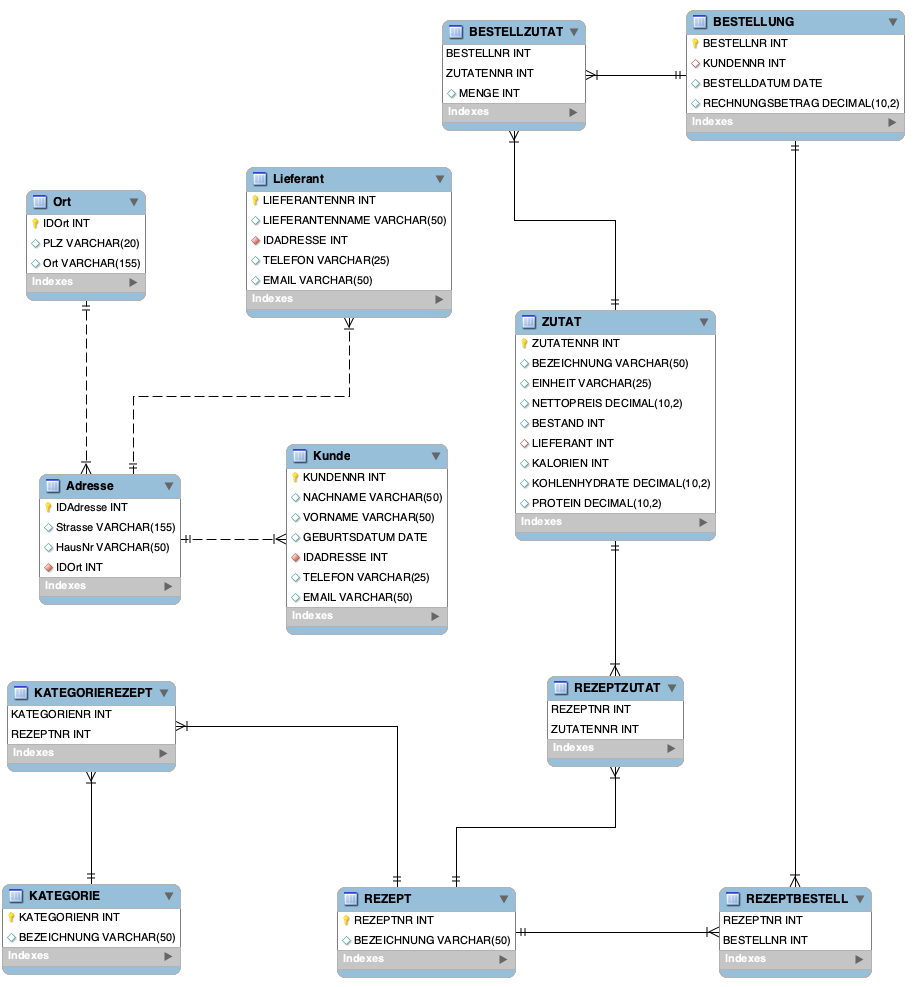 BESTELLZUTAT
BESTELLNR INT
ZUTATENNR INT
MENGE INT
Indexes
BESTELLUNG
BESTELLNR INT
KUNDENNR INT
BESTELLDATUM DATE
RECHNUNGSBETRAG DECIMAL(10,2)
Indexes
Lieferant
LIEFERANTENNR INT
LIEFERANTENNAME VARCHAR(50)
IDADRESSE INT
TELEFON VARCHAR(25)
EMAIL VARCHAR(50)
Indexes
Ort
IDOrt INT
PLZ VARCHAR(20)
Ort VARCHAR(155)
Indexes
ZUTAT
ZUTATENNR INT
BEZEICHNUNG VARCHAR(50)
EINHEIT VARCHAR(25)
NETTOPREIS DECIMAL(10,2)
BESTAND INT
LIEFERANT INT
KALORIEN INT
KOHLENHYDRATE DECIMAL(10,2)
PROTEIN DECIMAL(10,2)
Indexes
Adresse
IDAdresse INT
Strasse VARCHAR(155)
HausNr VARCHAR(50)
IDOrt INT
Indexes
Kunde
KUNDENNR INT
NACHNAME VARCHAR(50)
VORNAME VARCHAR(50)
GEBURTSDATUM DATE
IDADRESSE INT
TELEFON VARCHAR(25)
EMAIL VARCHAR(50)
Indexes
KATEGORIEREZEPT
KATEGORIENR INT
REZEPTNR INT
Indexes
REZEPTZUTAT
REZEPTNR INT
ZUTATENNR INT
Indexes
KATEGORIE
KATEGORIENR INT
BEZEICHNUNG VARCHAR(50)
Indexes
REZEPT
REZEPTNR INT
BEZEICHNUNG VARCHAR(50)
Indexes
REZEPTBESTELL
REZEPTNR INT
BESTELLNR INT
Indexes